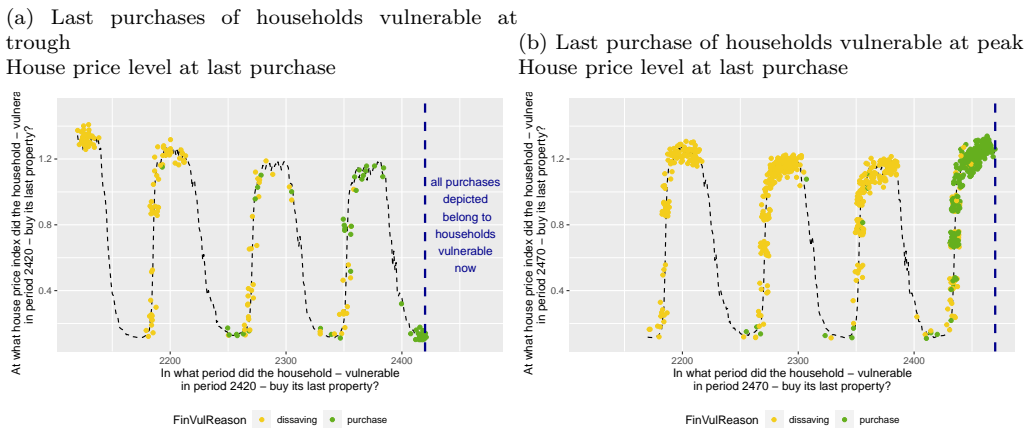 (a) Last purchases of households vulnerable at
trough
House price level at last purchase
At what house price index did the household – vulnera
in period 2420 – buy its last property?
1.2
0.8
0.4
all purchases
depicted
belong to
households
vulnerable
now
2200
2300
2400
In what period did the household – vulnerable
in period 2420 – buy its last property?
FinVulReason
dissaving
purchase
(b) Last purchase of households vulnerable at peak
House price level at last purchase
At what house price index did the household – vulnera
in period 2470 – buy its last property?
1.2
0.8
0.4
2200
2300
2400
In what period did the household – vulnerable
in period 2470 – buy its last property?
FinVulReason
dissaving
purchase